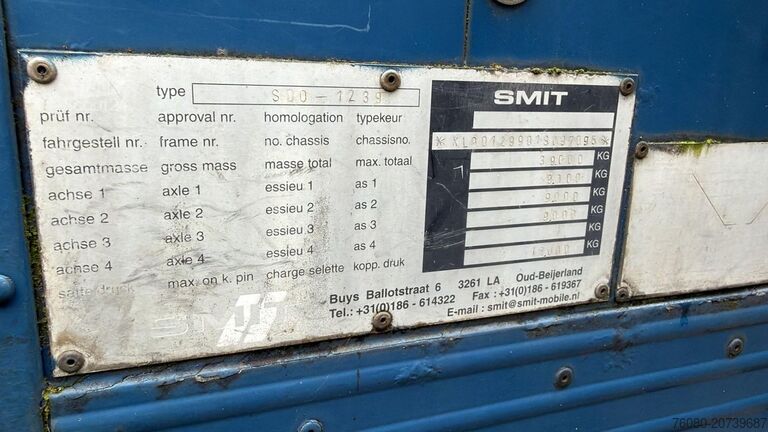 type SDO-1239
SMIT
prüf nr. approval nr. homologation typekeur
fahrgestell nr. frame nr. no. chassis chassisno.
gesamtmasse gross mass masse total max. totaal 39000 KG
achse 1 axle 1 essieu 1 as 1 KG
achse 2 axle 2 essieu 2 as 2 9000 KG
achse 3 axle 3 essieu 3 as 3 9000 KG
achse 4 axle 4 essieu 4 as 4 KG
max. on k. pin charge selette kopp. druk KG
Buys Ballotstraat 6 3261 LA Oud-Beijerland
Tel.: +31(0)186 - 614322 Fax : +31(0)186 - 619367
E-mail : smit@smit-mobile.nl
76080-20739687